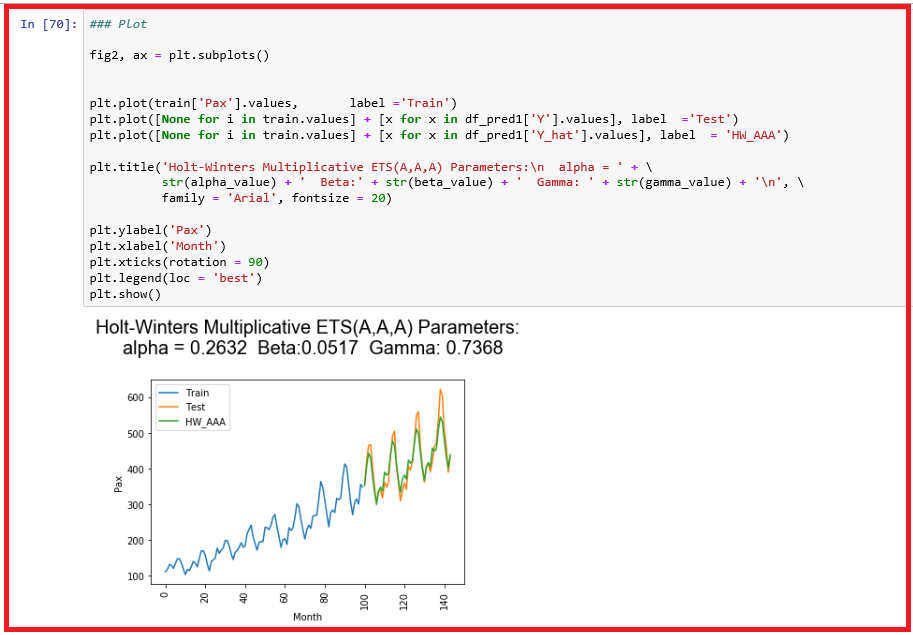 In [70]: ### Plot
fig2, ax = plt.subplots()
plt.plot(train['Pax'].values,       label ='Train')
plt.plot([None for i in train.values] + [x for x in df_pred1['Y'].values], label  ='Test')
plt.plot([None for i in train.values] + [x for x in df_pred1['Y_hat'].values], label  = 'HW_AAA')
plt.title('Holt-Winters Multiplicative ETS(A,A,A) Parameters:\n  alpha = ' + \
str(alpha_value) + '  Beta:' + str(beta_value) + '  Gamma: ' + str(gamma_value) + '\n', \
family = 'Arial', fontsize = 20)
plt.ylabel('Pax')
plt.xlabel('Month')
plt.xticks(rotation = 90)
plt.legend(loc = 'best')
plt.show()
Holt-Winters Multiplicative ETS(A,A,A) Parameters:
alpha = 0.2632  Beta:0.0517  Gamma: 0.7368
Train
Test
HW_AAA
600
500
400
300
200
100
Pax
0 20 40 60 80 100 120 140
Month